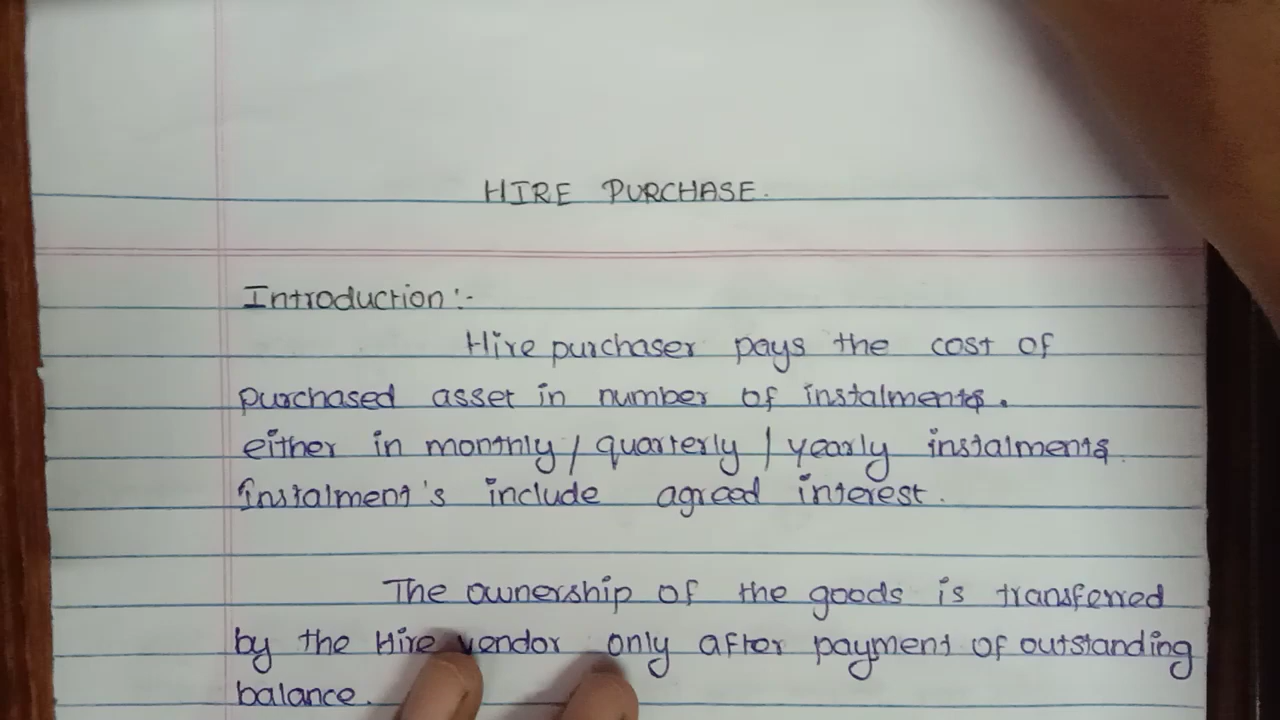 HIRE PURCHASE.
Introduction :-
Hire purchaser pays the cost of
purchased asset in number of instalments.
either in monthly / quarterly / yearly instalments.
Instalment's include agreed interest.
The ownership of the goods is transferred
by the Hire vendor only after payment of outstanding
balance.